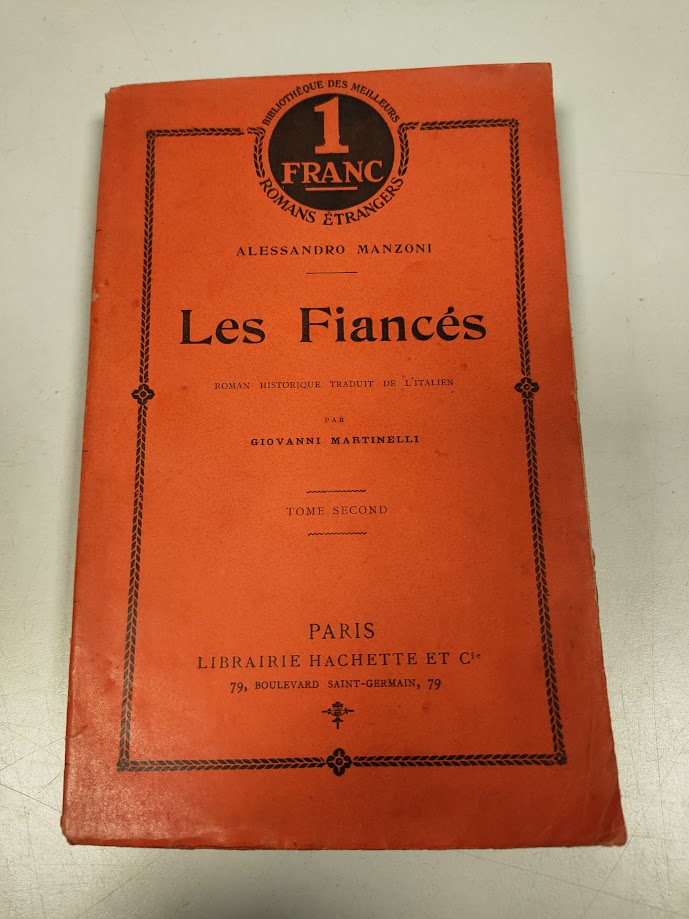 BIBLIOTHÈQUE DES MEILLEURS
1
FRANC
ROMANS ÉTRANGERS
ALESSANDRO MANZONI
Les Fiancés
ROMAN HISTORIQUE TRADUIT DE L'ITALIEN
PAR
GIOVANNI MARTINELLI
TOME SECOND
PARIS
LIBRAIRIE HACHETTE ET Cie
79, BOULEVARD SAINT-GERMAIN, 79